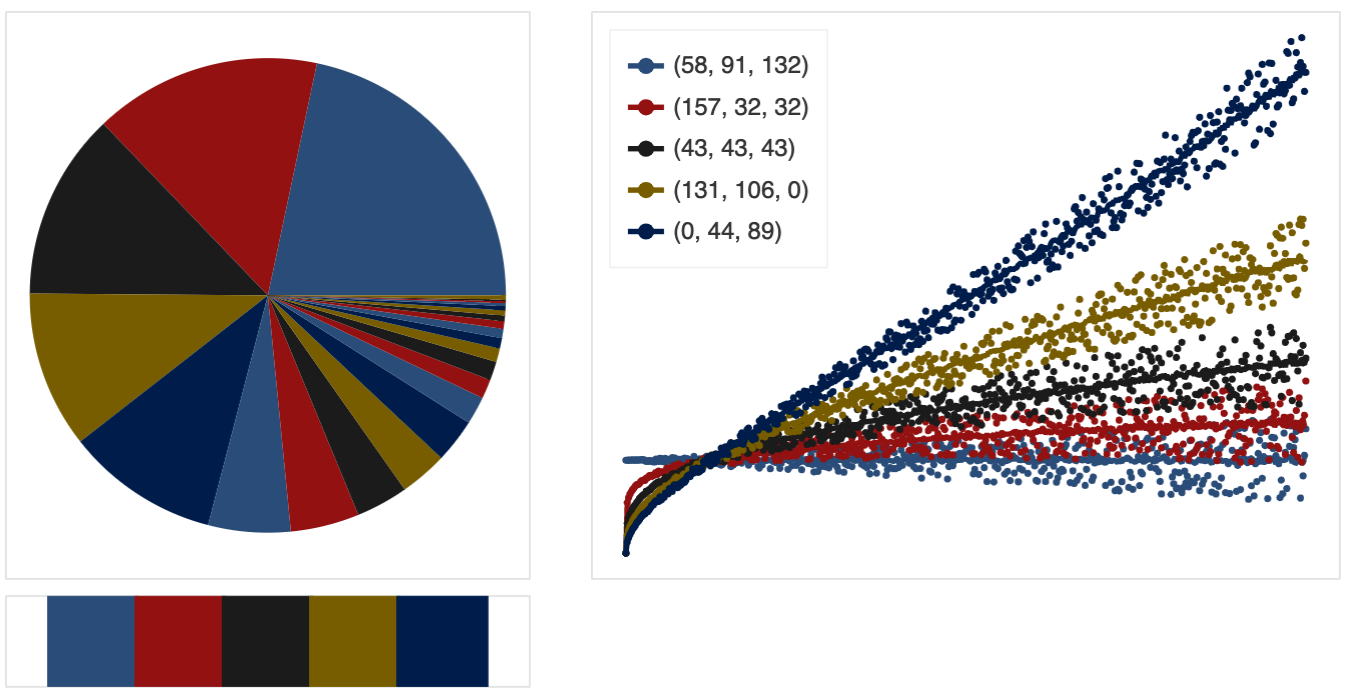 (58, 91, 132)
(157, 32, 32)
(43, 43, 43)
(131, 106, 0)
(0, 44, 89)